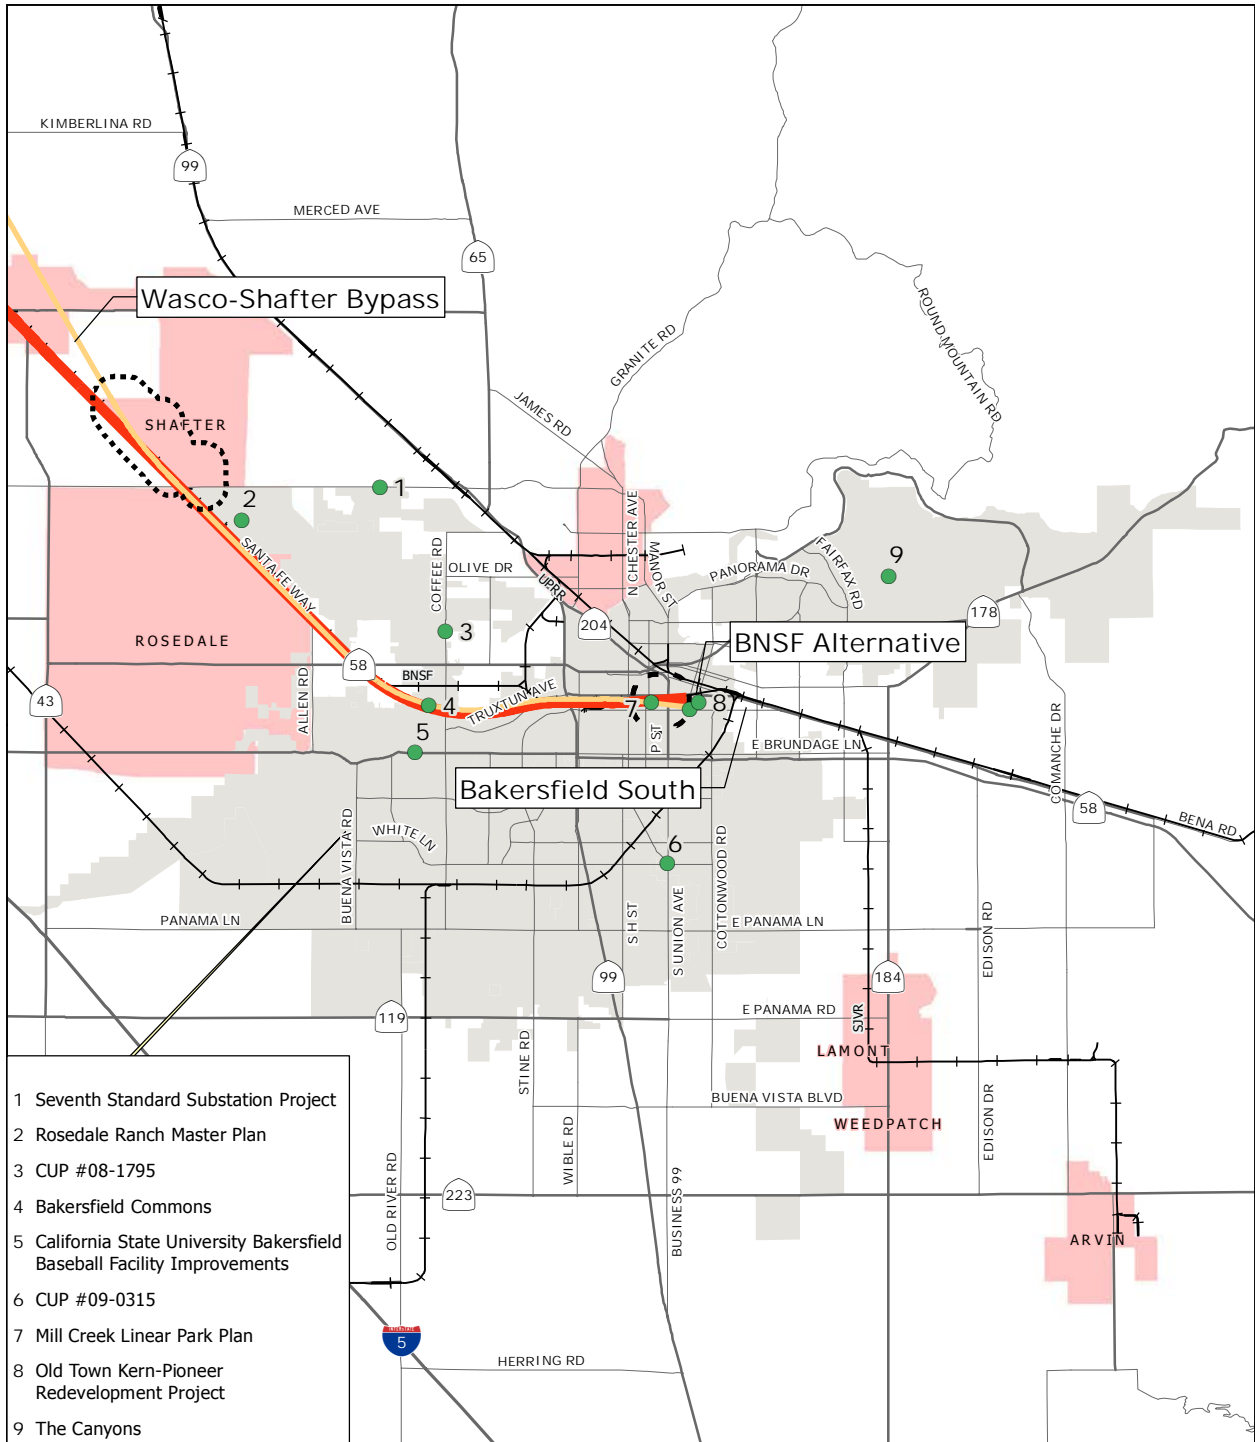 KIMBERLINA RD
99
MERCED AVE
65
Wasco-Shafter Bypass
ROUND MOUNTAIN RD
GRANITE RD
JAMES RD
SHAFTER
1
2
N CHESTER AVE
MANOR ST
COFFEE RD
OLIVE DR
UPRR
PANORAMA DR
FAIRFAX RD
9
SANTA FE WAY
178
204
3
ROSEDALE
BNSF Alternative
58
BNSF
43
ALLEN RD
4
TRUXTUN AVE
7
8
5
P ST
E BRUNDAGE LN
COMANCHE DR
Bakersfield South
58
BENA RD
BUENA VISTA RD
WHITE LN
6
COTTONWOOD RD
PANAMA LN
S H ST
S UNION AVE
E PANAMA LN
EDISON RD
99
184
119
E PANAMA RD
SJVR
LAMONT
STINE RD
BUENA VISTA BLVD
WEEDPATCH
EDISON DR
WIBLE RD
OLD RIVER RD
223
BUSINESS 99
ARVIN
INTERSTATE
5
HERRING RD
1 Seventh Standard Substation Project
2 Rosedale Ranch Master Plan
3 CUP #08-1795
4 Bakersfield Commons
5 California State University Bakersfield
Baseball Facility Improvements
6 CUP #09-0315
7 Mill Creek Linear Park Plan
8 Old Town Kern-Pioneer
Redevelopment Project
9 The Canyons